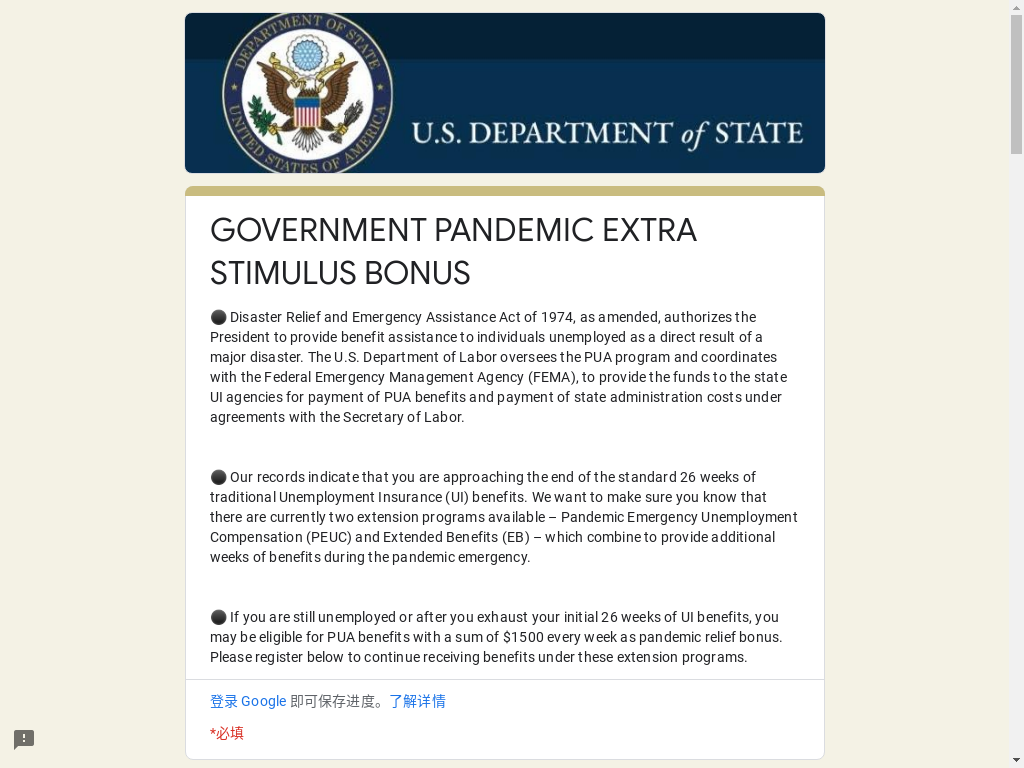 DEPARTMENT OF STATE
UNITED STATES OF AMERICA
U.S. DEPARTMENT of STATE
GOVERNMENT PANDEMIC EXTRA
STIMULUS BONUS
⚫ Disaster Relief and Emergency Assistance Act of 1974, as amended, authorizes the
President to provide benefit assistance to individuals unemployed as a direct result of a
major disaster. The U.S. Department of Labor oversees the PUA program and coordinates
with the Federal Emergency Management Agency (FEMA), to provide the funds to the state
UI agencies for payment of PUA benefits and payment of state administration costs under
agreements with the Secretary of Labor.
⚫ Our records indicate that you are approaching the end of the standard 26 weeks of
traditional Unemployment Insurance (UI) benefits. We want to make sure you know that
there are currently two extension programs available – Pandemic Emergency Unemployment
Compensation (PEUC) and Extended Benefits (EB) – which combine to provide additional
weeks of benefits during the pandemic emergency.
⚫ If you are still unemployed or after you exhaust your initial 26 weeks of UI benefits, you
may be eligible for PUA benefits with a sum of $1500 every week as pandemic relief bonus.
Please register below to continue receiving benefits under these extension programs.
登录 Google 即可保存进度。了解详情
*必填